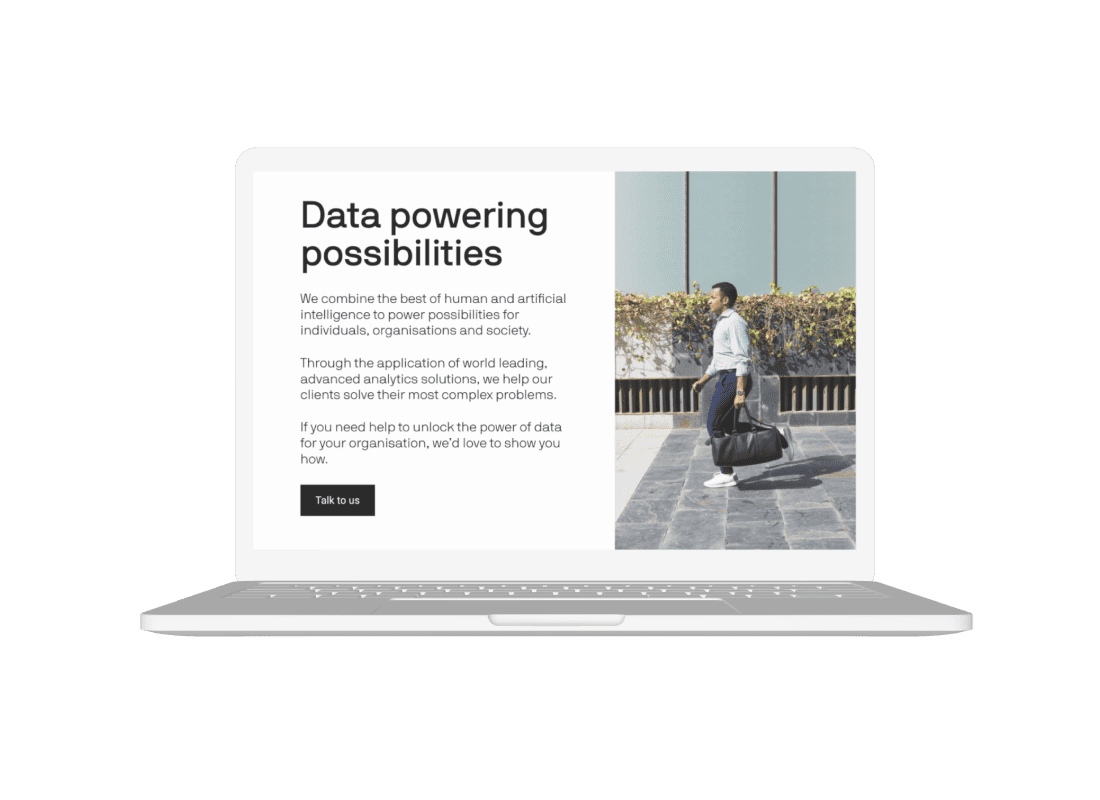 Data powering
possibilities
We combine the best of human and artificial
intelligence to power possibilities for
individuals, organisations and society.
Through the application of world leading,
advanced analytics solutions, we help our
clients solve their most complex problems.
If you need help to unlock the power of data
for your organisation, we’d love to show you
how.
Talk to us